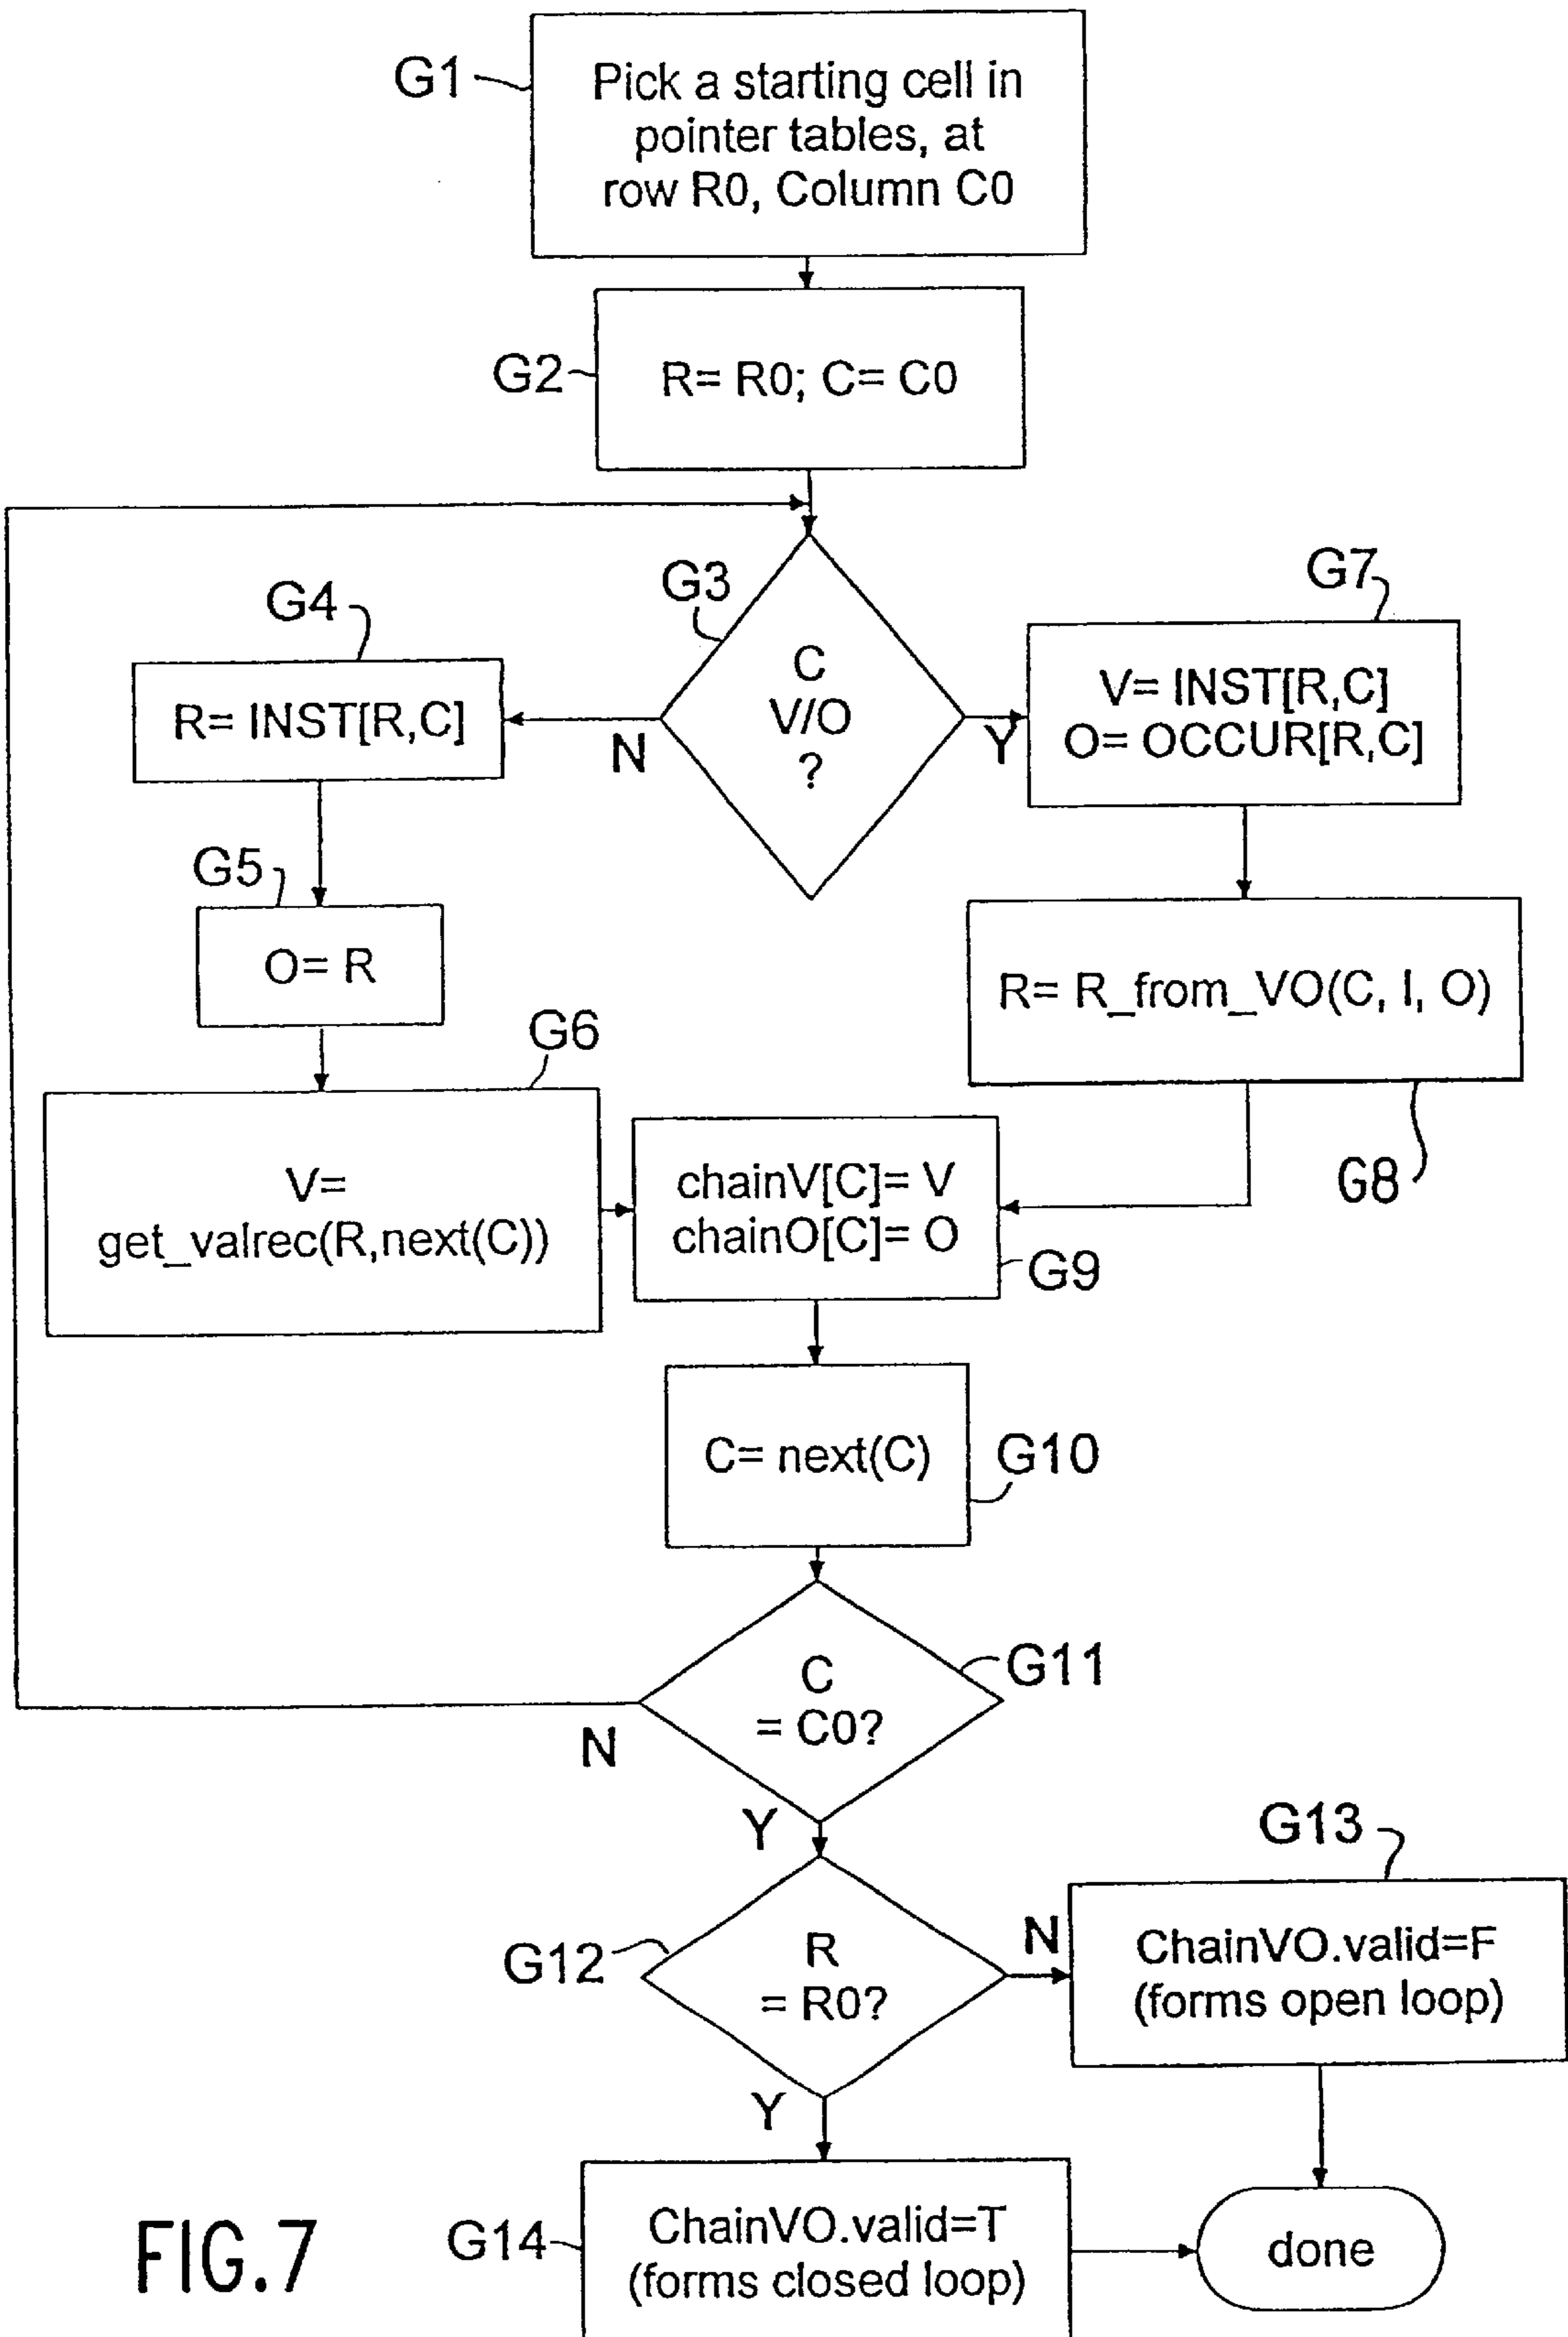 G1
Pick a starting cell in
pointer tables, at
row R0, Column C0
G2
R= R0; C= C0
G3
C
V/O
?
N
Y
G4
R= INST[R,C]
G7
V= INST[R,C]
O= OCCUR[R,C]
G5
O= R
R= R_from_VO(C, I, O)
G8
G6
V=
get_valrec(R,next(C))
chainV[C]= V
chainO[C]= O
G9
C= next(C)
G10
C
= C0?
G11
N
Y
G12
R
= R0?
N
G13
ChainVO.valid=F
(forms open loop)
Y
G14
ChainVO.valid=T
(forms closed loop)
done
FIG.7